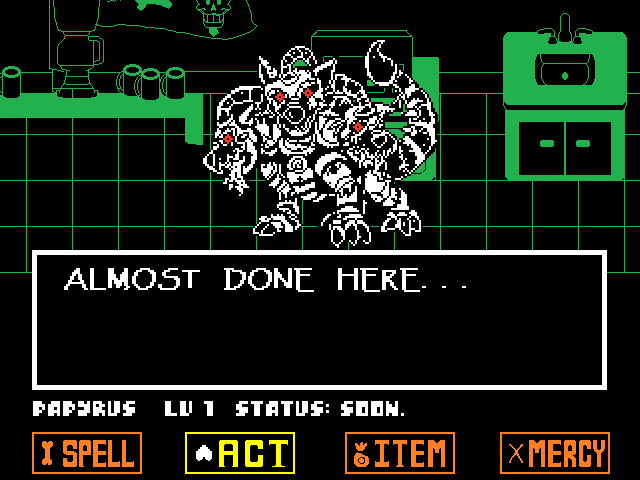 ALMOST DONE HERE...
PAPYRUS LV 1 STATUS: SOON.
SPELL ACT ITEM MERCY